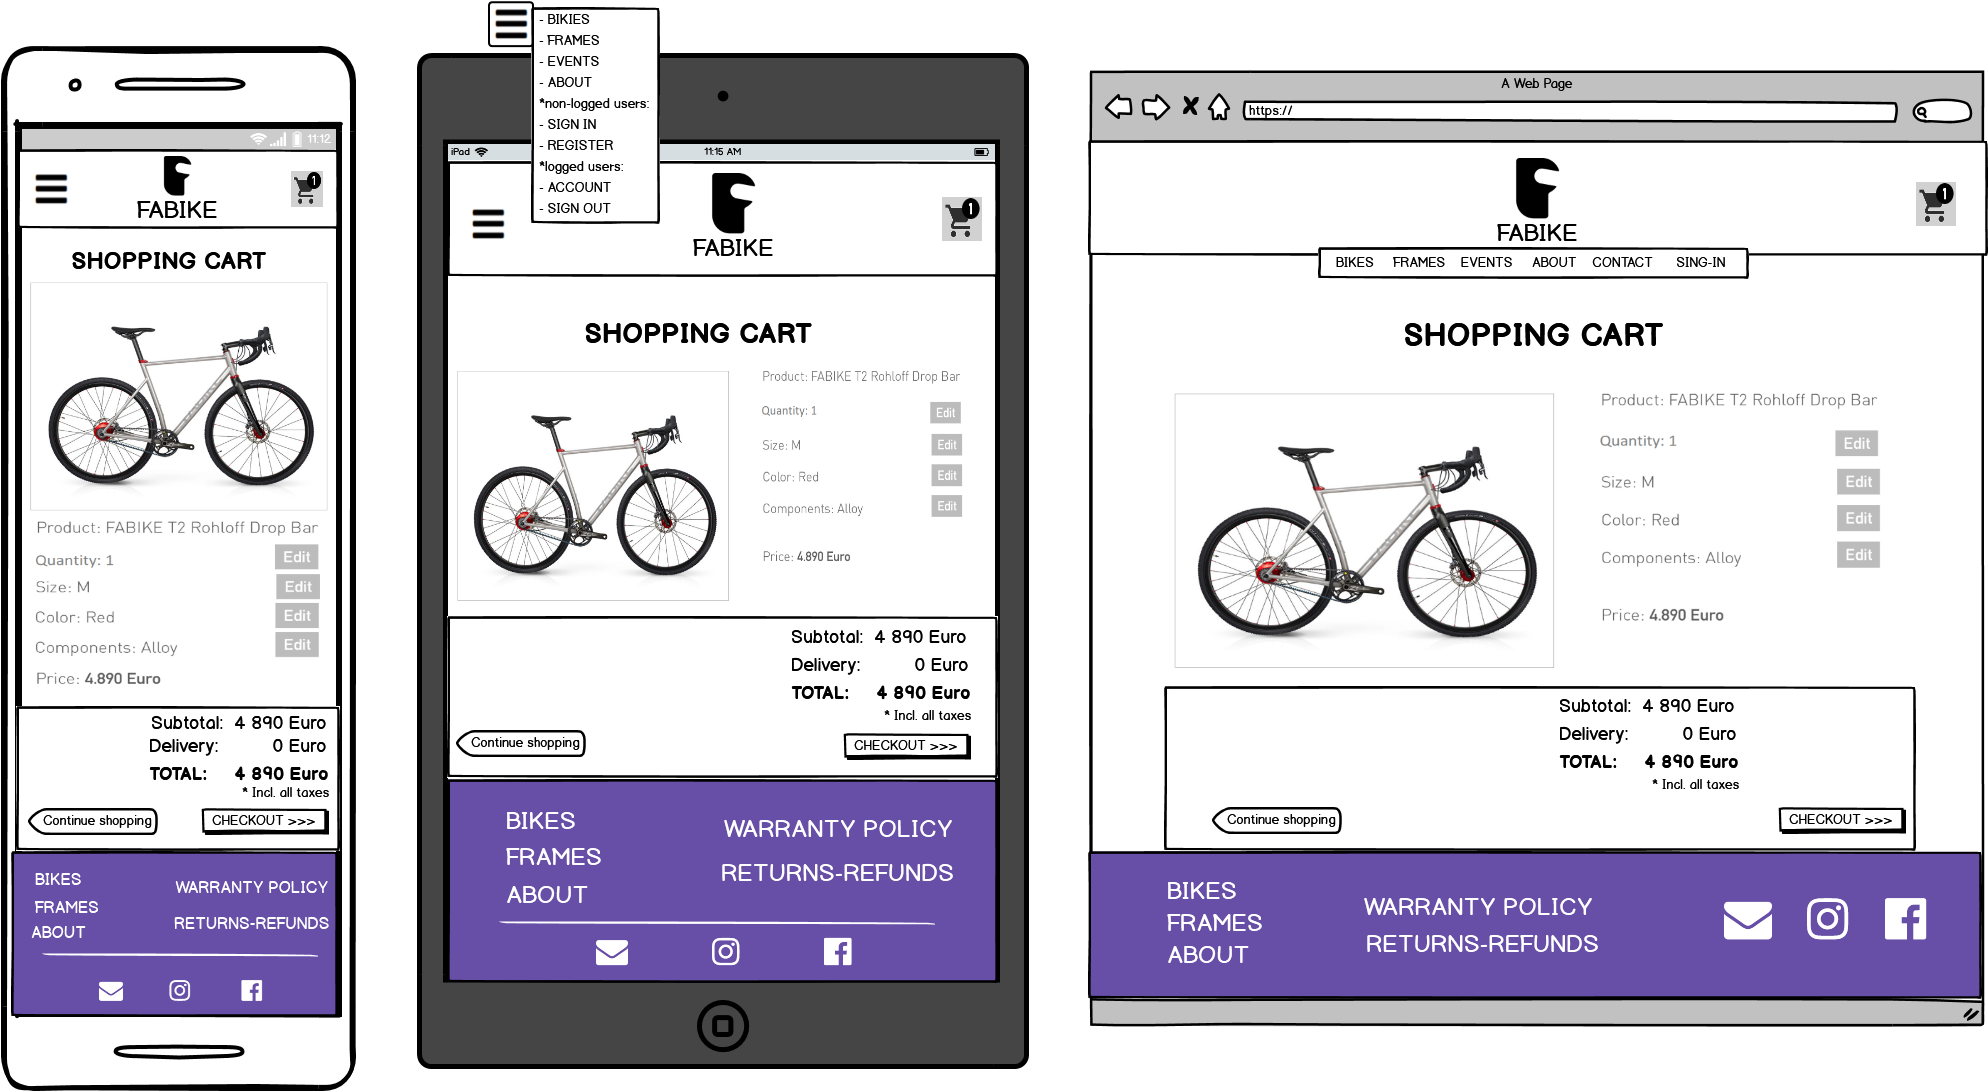 11:12
FABIKE
1
SHOPPING CART
Product: FABIKE T2 Rohloff Drop Bar
Quantity: 1 Edit
Size: M Edit
Color: Red Edit
Components: Alloy Edit
Price: 4.890 Euro
Subtotal: 4 890 Euro
Delivery: 0 Euro
TOTAL: 4 890 Euro
* Incl. all taxes
Continue shopping CHECKOUT >>>
BIKES
FRAMES
ABOUT
WARRANTY POLICY
RETURNS-REFUNDS
- BIKIES
- FRAMES
- EVENTS
- ABOUT
*non-logged users:
- SIGN IN
- REGISTER
*logged users:
- ACCOUNT
- SIGN OUT
iPad 11:15 AM
FABIKE
1
SHOPPING CART
Product: FABIKE T2 Rohloff Drop Bar
Quantity: 1 Edit
Size: M Edit
Color: Red Edit
Components: Alloy Edit
Price: 4.890 Euro
Subtotal: 4 890 Euro
Delivery: 0 Euro
TOTAL: 4 890 Euro
* Incl. all taxes
Continue shopping CHECKOUT >>>
BIKES
FRAMES
ABOUT
WARRANTY POLICY
RETURNS-REFUNDS
A Web Page
https://
FABIKE
1
BIKES FRAMES EVENTS ABOUT CONTACT SING-IN
SHOPPING CART
Product: FABIKE T2 Rohloff Drop Bar
Quantity: 1 Edit
Size: M Edit
Color: Red Edit
Components: Alloy Edit
Price: 4.890 Euro
Subtotal: 4 890 Euro
Delivery: 0 Euro
TOTAL: 4 890 Euro
* Incl. all taxes
Continue shopping CHECKOUT >>>
BIKES
FRAMES
ABOUT
WARRANTY POLICY
RETURNS-REFUNDS